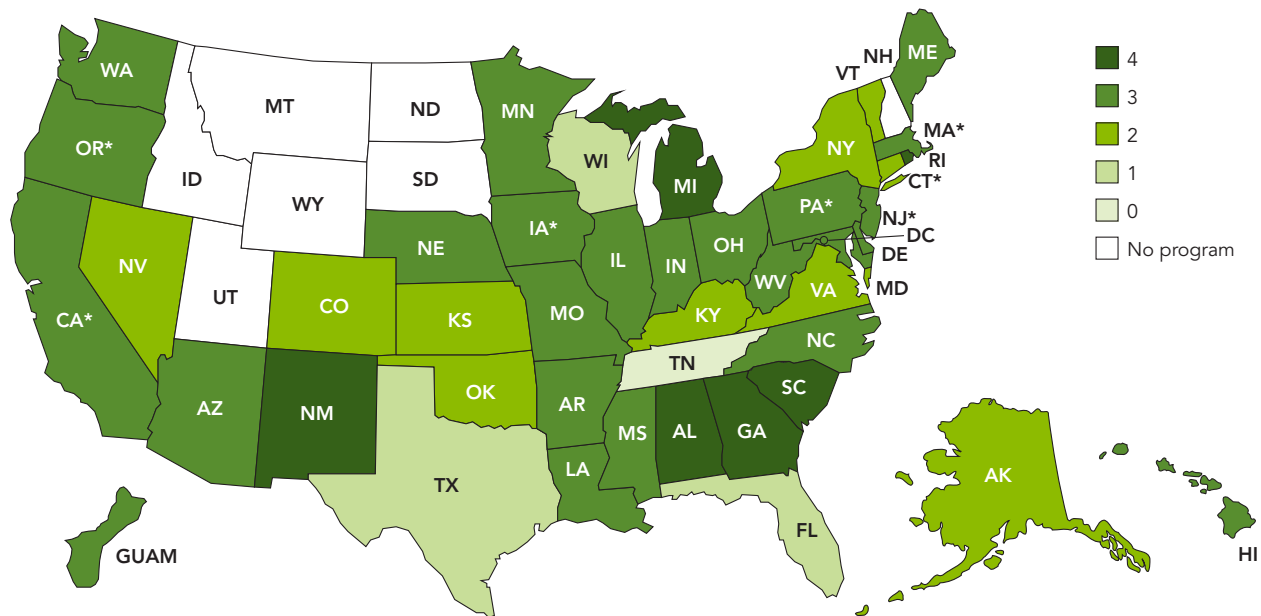 NH
ME
VT
WA
MT
ND
MN
OR*
ID
SD
WI
MI
NY
MA*
RI
CT*
WY
NE
IA*
PA*
NJ*
DC
DE
MD
NV
UT
CO
KS
MO
IL
IN
OH
WV
VA
KY
CA*
AZ
NM
OK
AR
TN
NC
SC
TX
LA
MS
AL
GA
FL
GUAM
AK
HI
4
3
2
1
0
No program